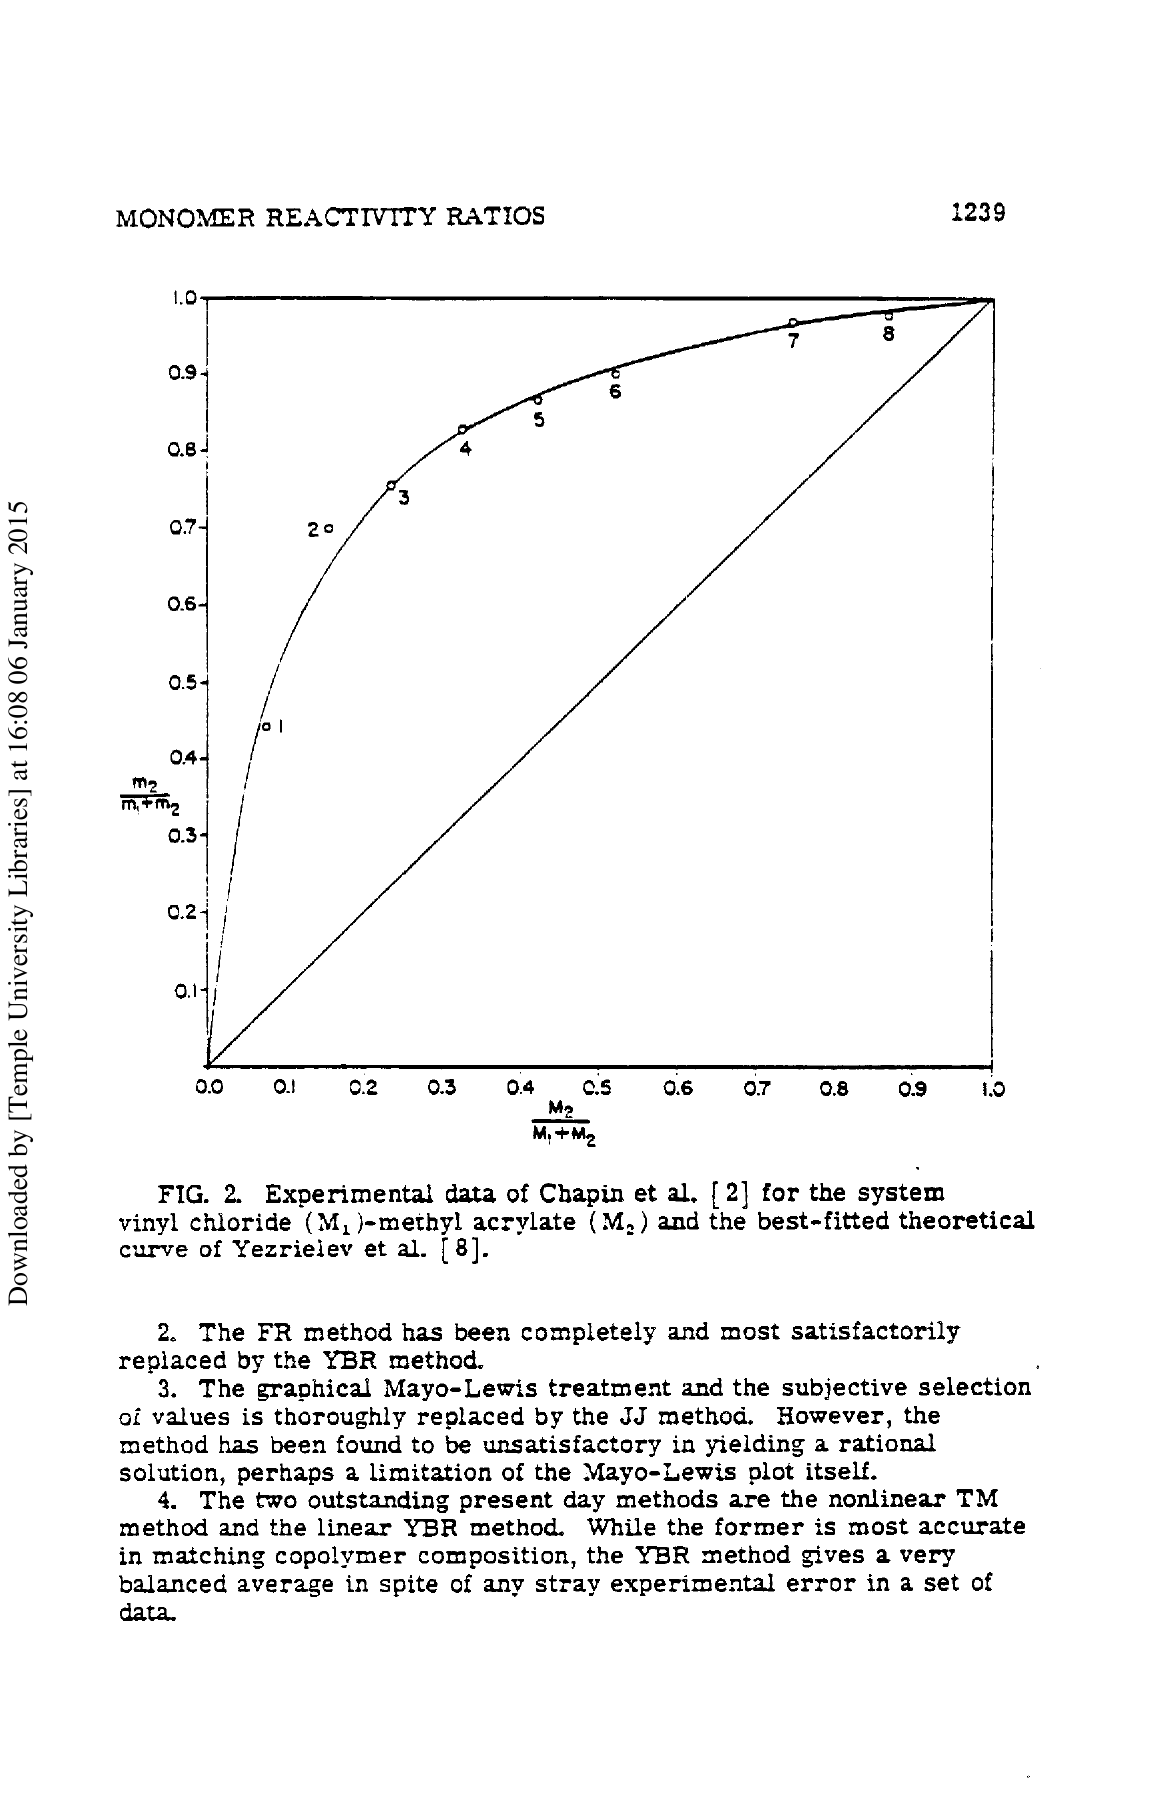 MONOMER REACTIVITY RATIOS 1239
1.0
0.9
0.8
0.7
0.6
0.5
0.4
m2
m1+m2
0.3
0.2
0.1
1
2
3
4
5
6
7
8
0.0 0.1 0.2 0.3 0.4 0.5 0.6 0.7 0.8 0.9 1.0
M2
M1+M2
FIG. 2. Experimental data of Chapin et al. [2] for the system
vinyl chloride (M1)-methyl acrylate (M2) and the best-fitted theoretical
curve of Yezrielev et al. [8].
2. The FR method has been completely and most satisfactorily
replaced by the YBR method.
3. The graphical Mayo-Lewis treatment and the subjective selection
of values is thoroughly replaced by the JJ method. However, the
method has been found to be unsatisfactory in yielding a rational
solution, perhaps a limitation of the Mayo-Lewis plot itself.
4. The two outstanding present day methods are the nonlinear TM
method and the linear YBR method. While the former is most accurate
in matching copolymer composition, the YBR method gives a very
balanced average in spite of any stray experimental error in a set of
data.
Downloaded by [Temple University Libraries] at 16:08 06 January 2015